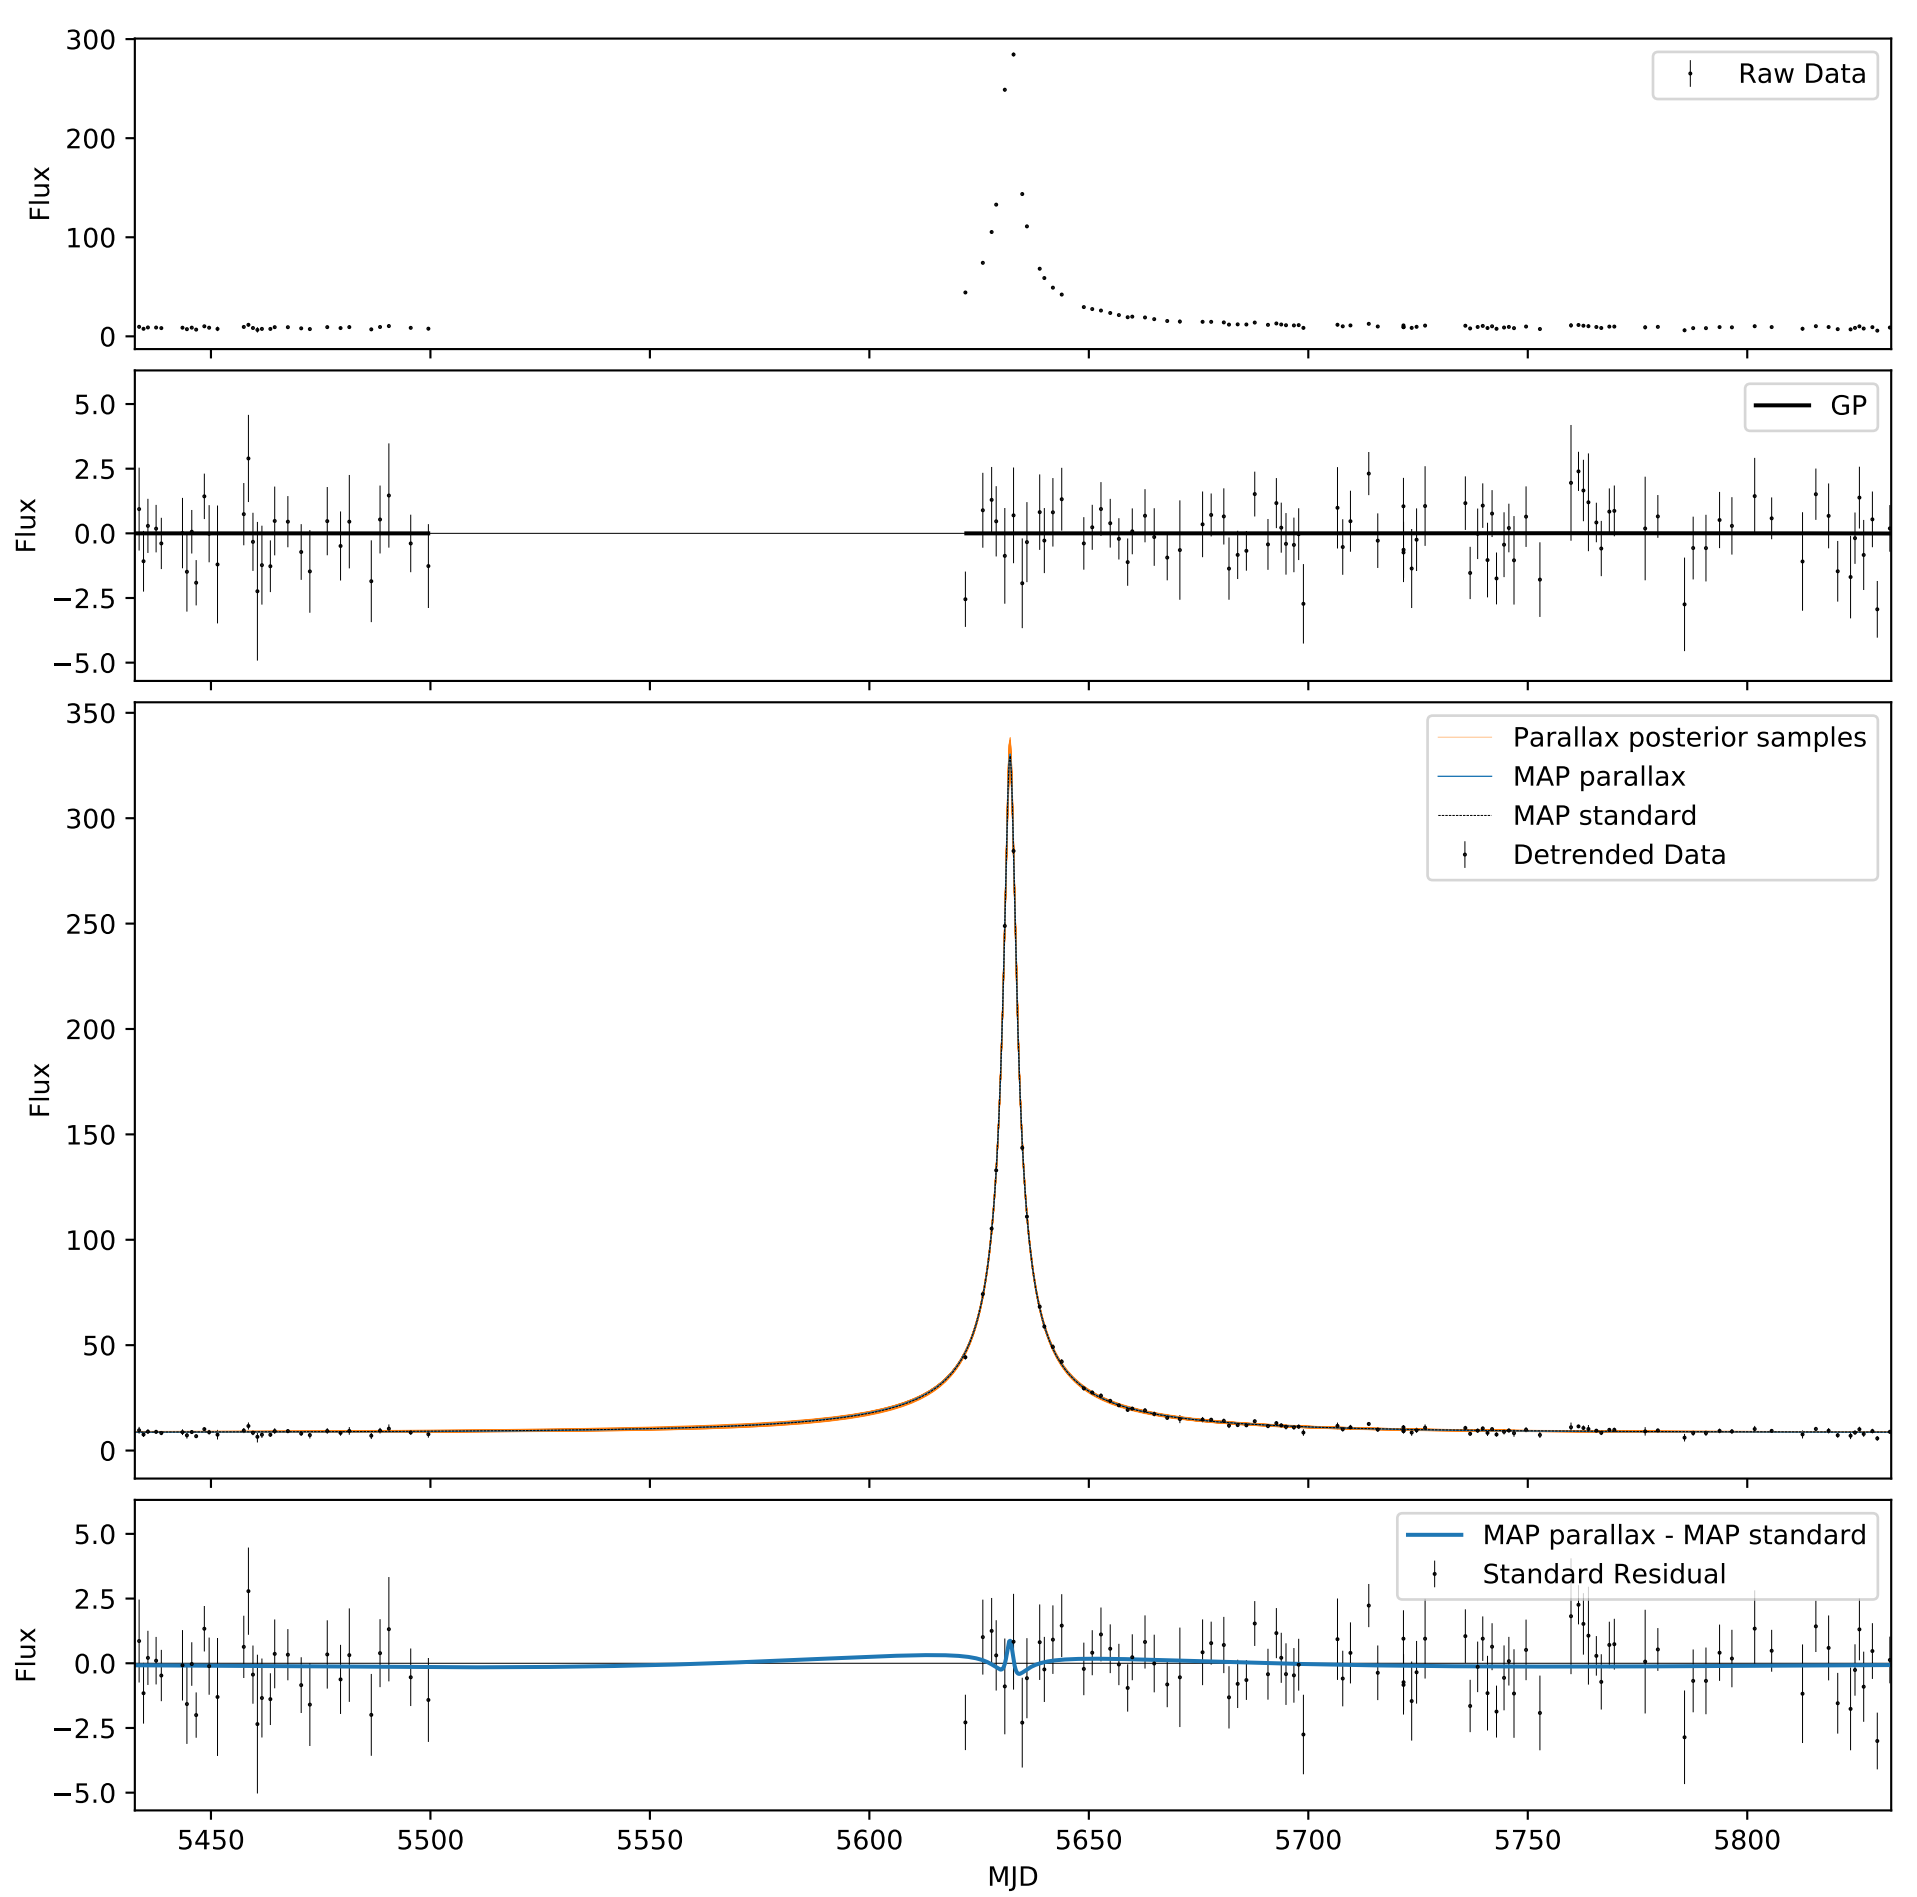 300
200
100
0
Flux
Raw Data
5.0
2.5
0.0
−2.5
−5.0
Flux
GP
350
300
250
200
150
100
50
0
Flux
Parallax posterior samples
MAP parallax
MAP standard
Detrended Data
5.0
2.5
0.0
−2.5
−5.0
Flux
MAP parallax - MAP standard
Standard Residual
5450 5500 5550 5600 5650 5700 5750 5800
MJD